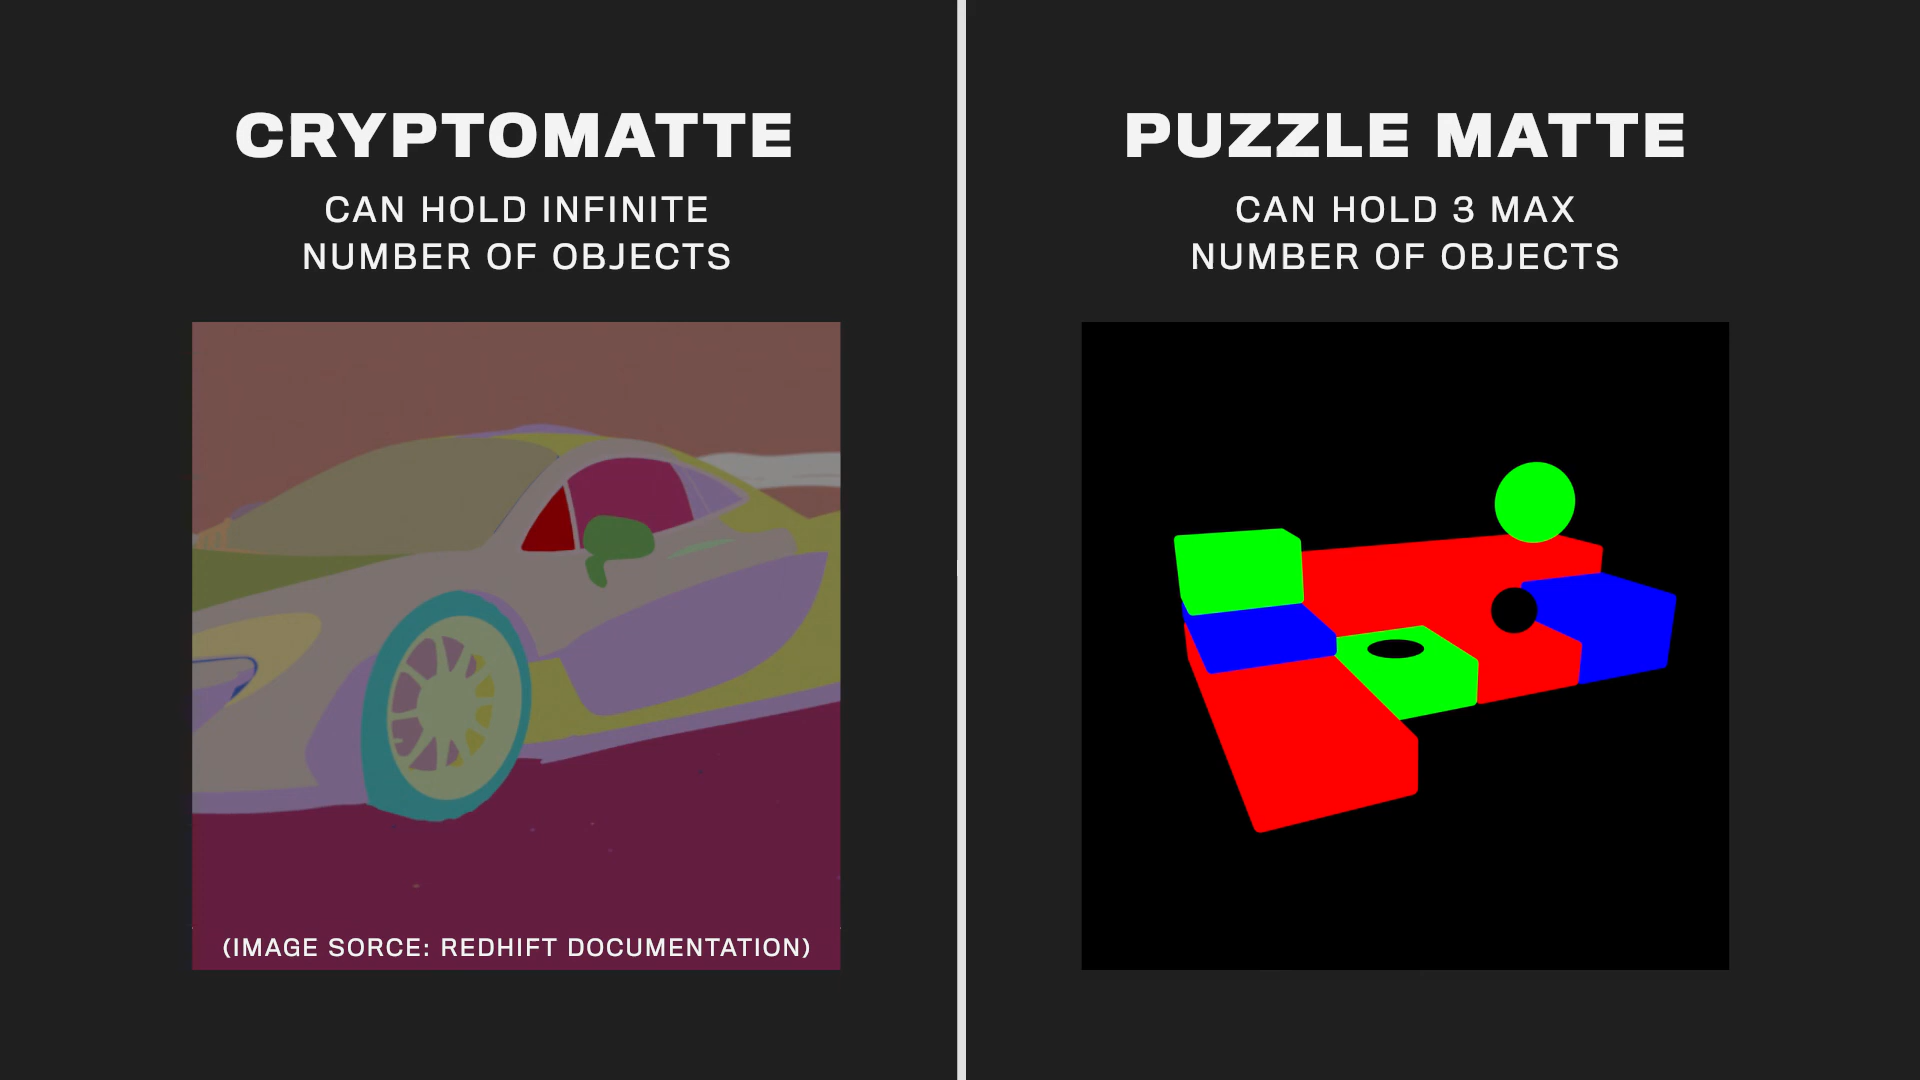 CRYPTOMATTE
CAN HOLD INFINITE
NUMBER OF OBJECTS
(IMAGE SORCE: REDHIFT DOCUMENTATION)
PUZZLE MATTE
CAN HOLD 3 MAX
NUMBER OF OBJECTS